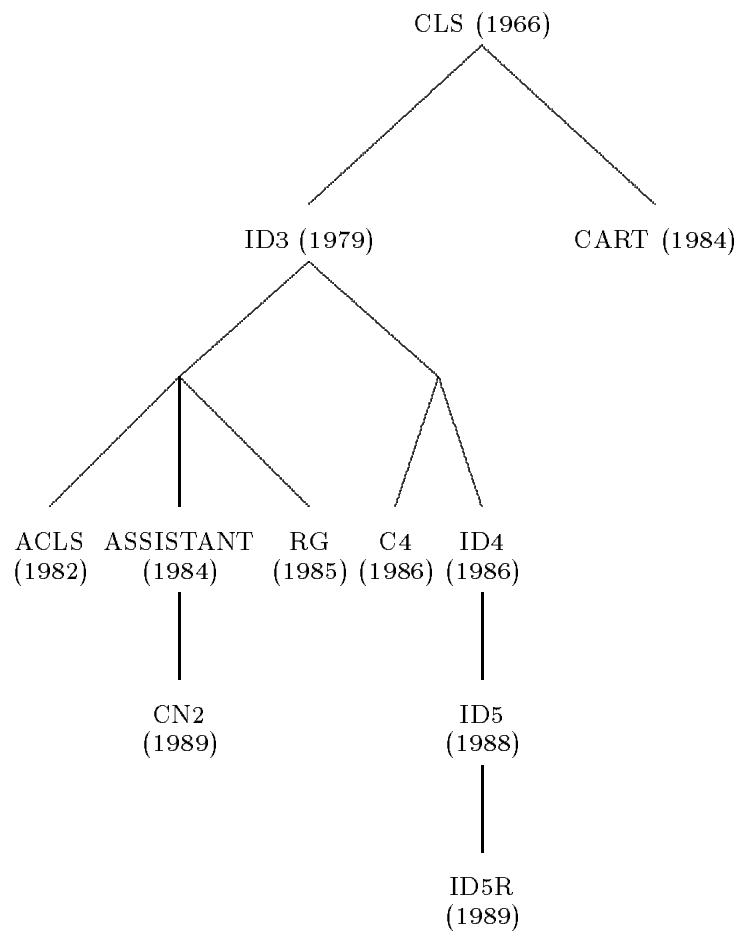 CLS (1966)
ID3 (1979)
CART (1984)
ACLS
(1982)
ASSISTANT
(1984)
RG
(1985)
C4
(1986)
ID4
(1986)
CN2
(1989)
ID5
(1988)
ID5R
(1989)